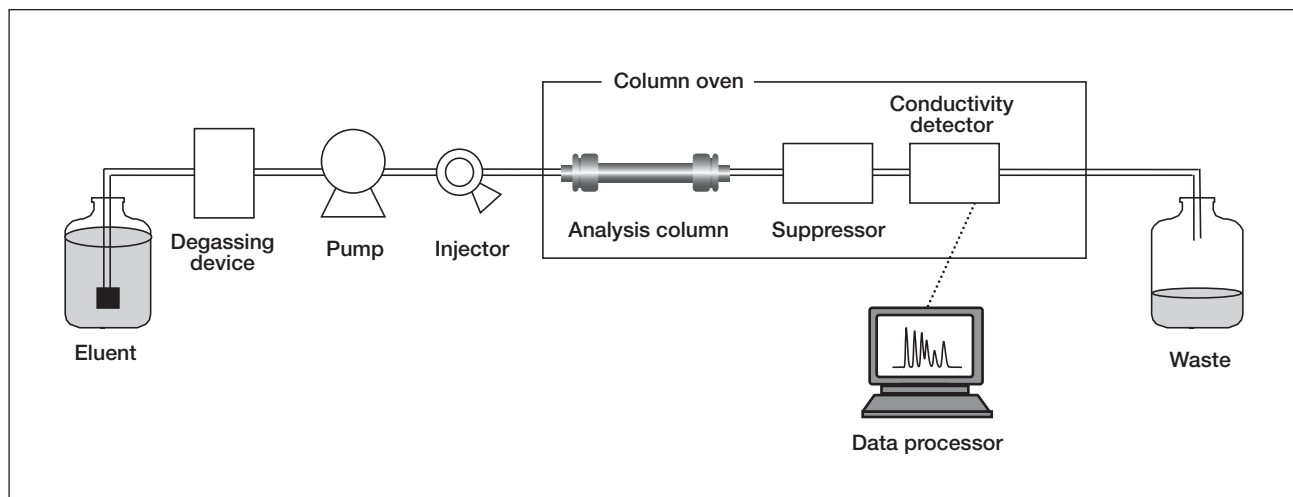 Column oven
Conductivity
detector
Degassing
device
Pump
Injector
Analysis column
Suppressor
Eluent
Waste
Data processor